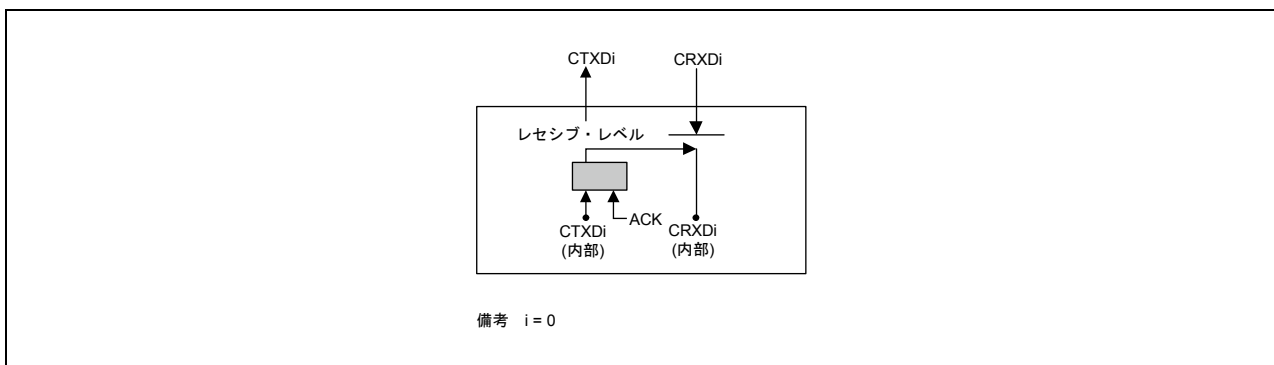 CTXDi
CRXDi
レセシブ・レベル
ACK
CTXDi
(内部)
CRXDi
(内部)
備考 i = 0